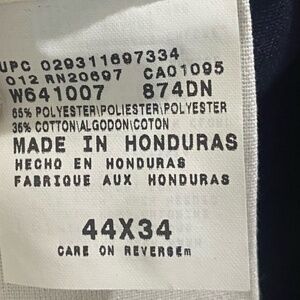 UPC 029311697334
012 RN20697 CA01095
W641007 874DN
65% POLYESTER\POLIESTER\POLYESTER
35% COTTON\ALGODON\COTON
MADE IN HONDURAS
HECHO EN HONDURAS
FABRIQUE AUX HONDURAS
44X34
CARE ON REVERSEm